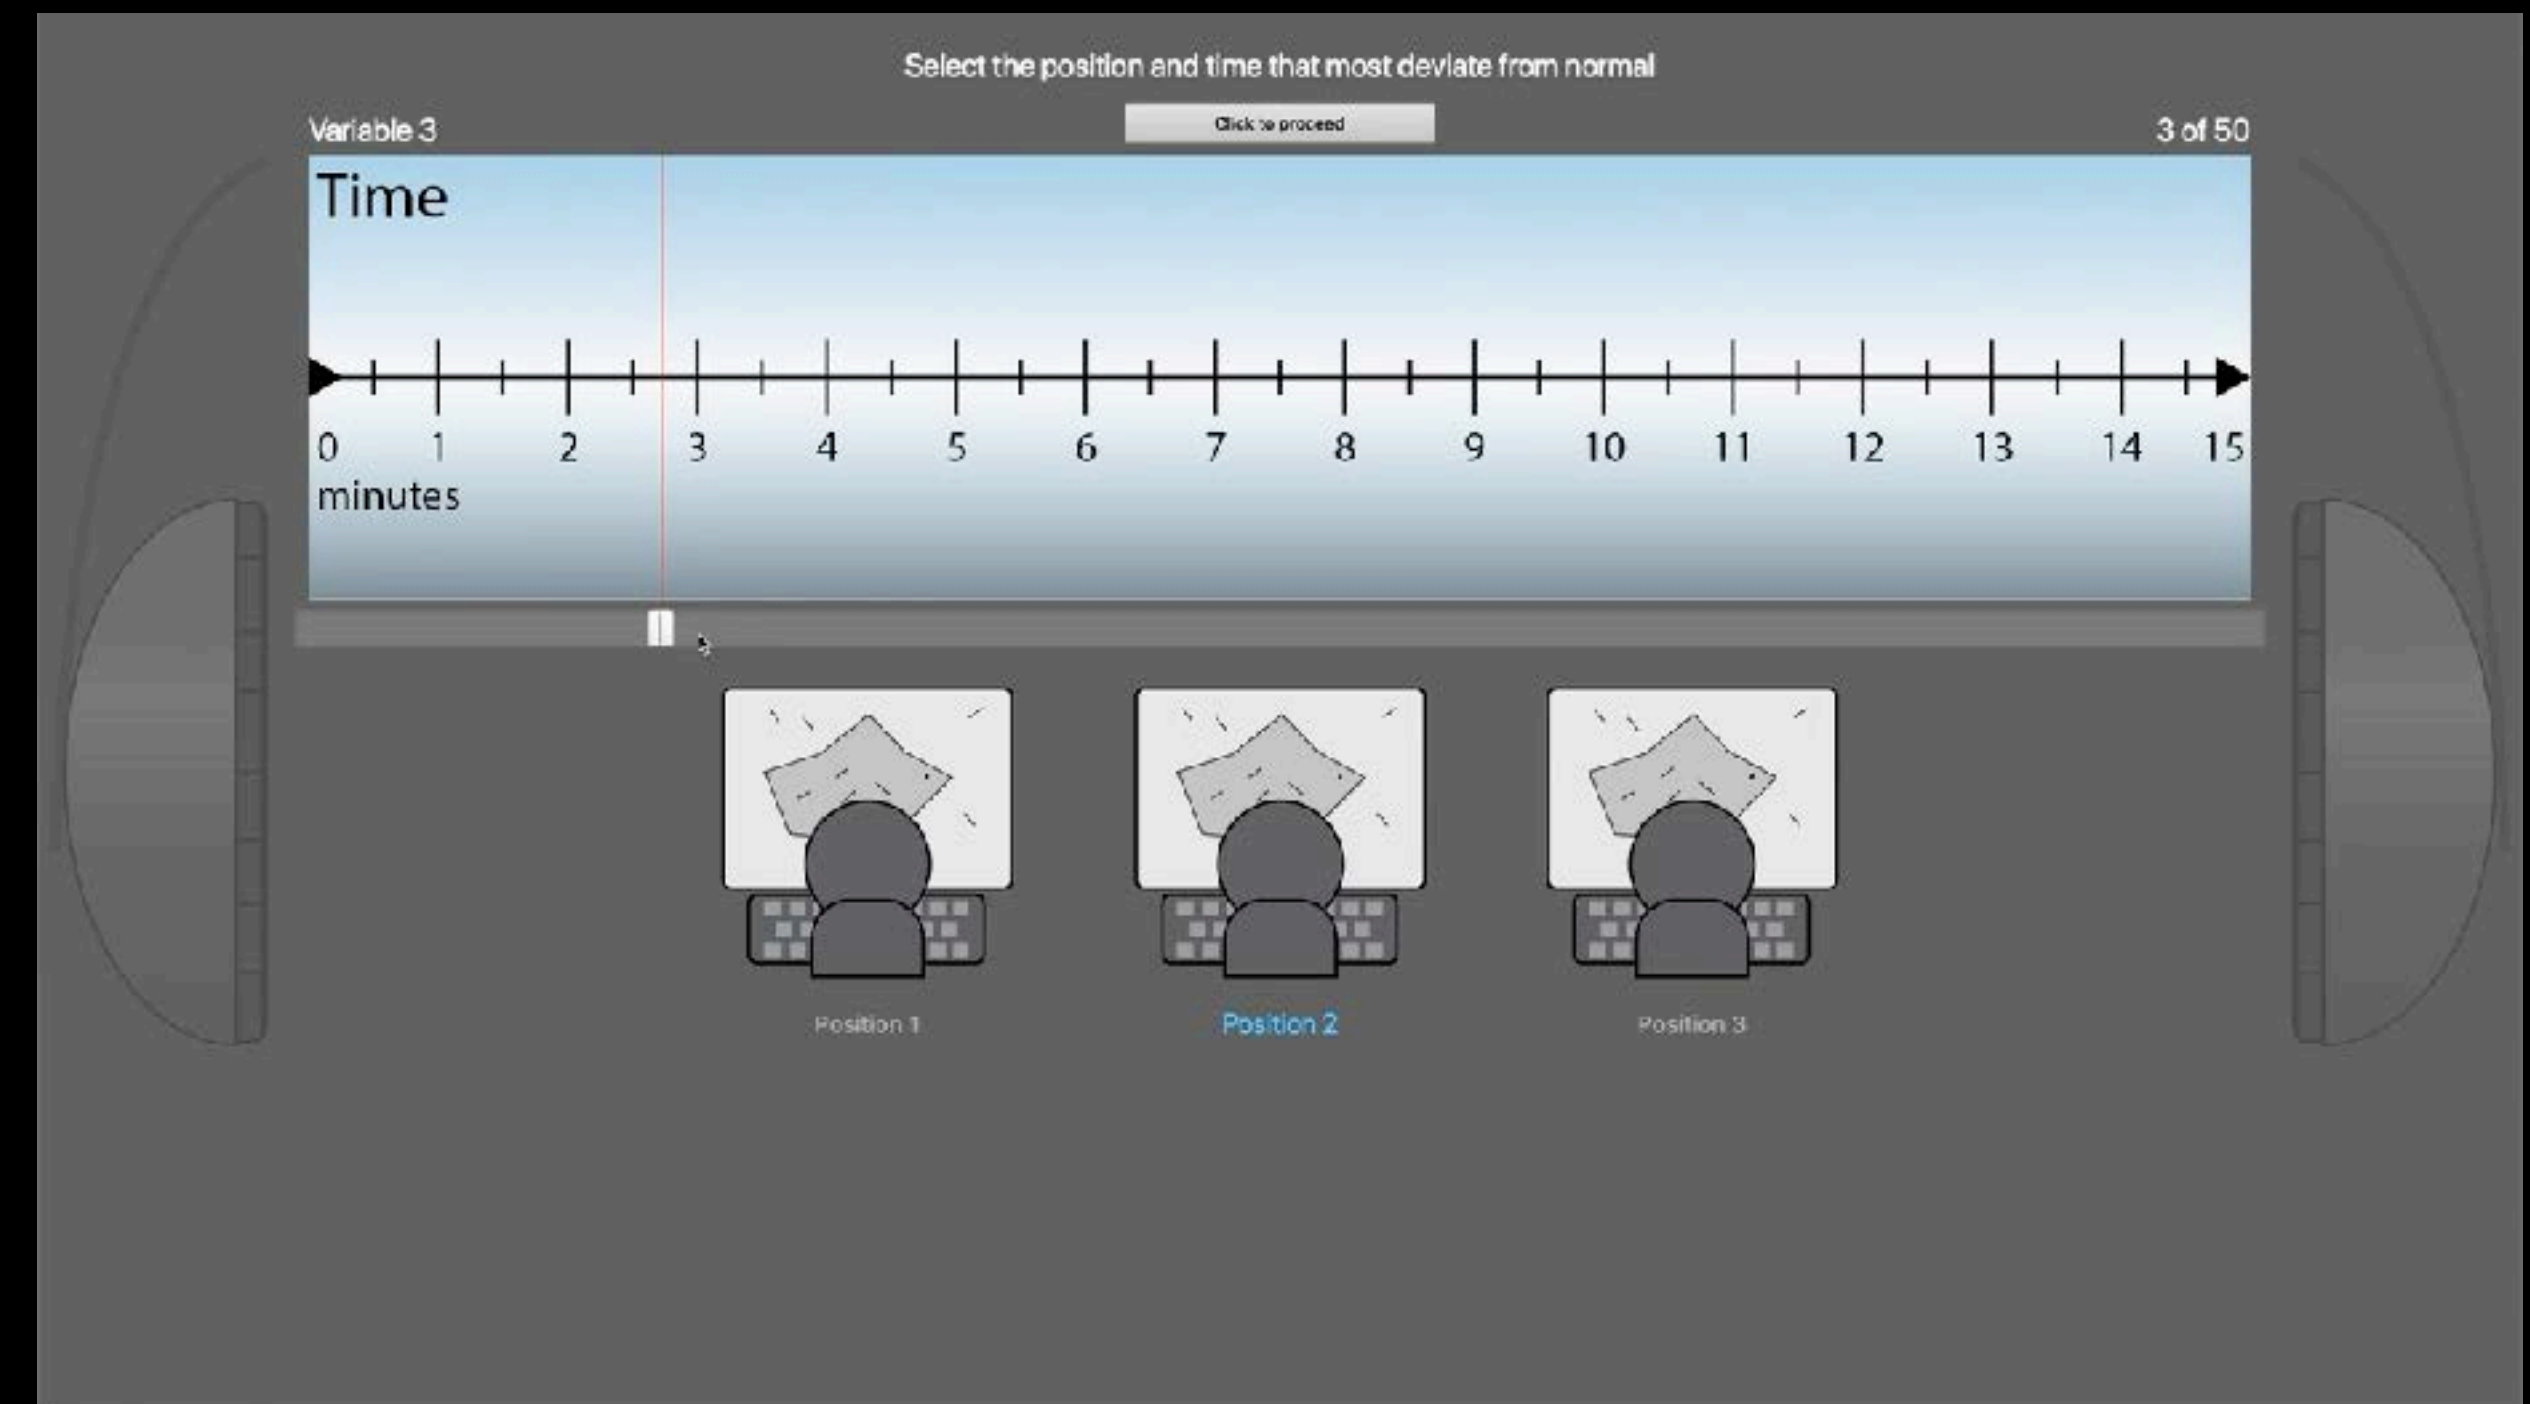 Select the position and time that most deviate from normal
Click to proceed
Variable 3
3 of 50
Time
0 1 2 3 4 5 6 7 8 9 10 11 12 13 14 15
minutes
Position 1 Position 2 Position 3